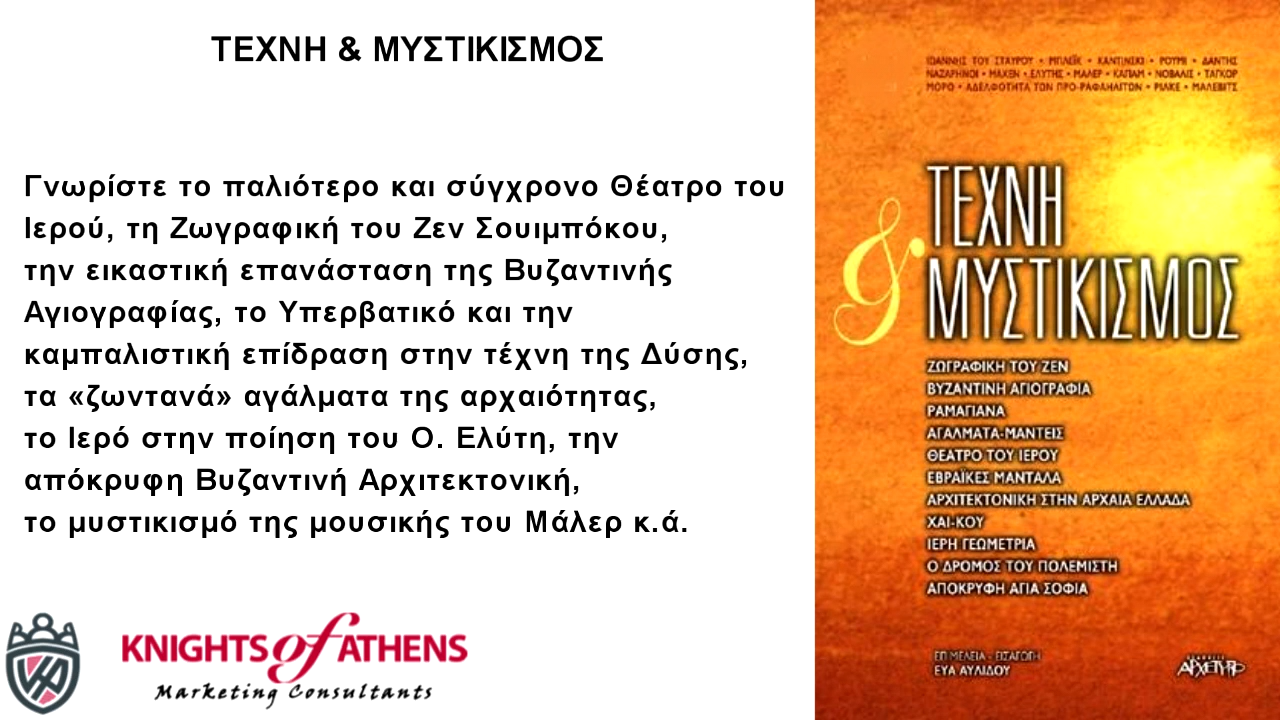 ΤΕΧΝΗ & ΜΥΣΤΙΚΙΣΜΟΣ
Γνωρίστε το παλιότερο και σύγχρονο Θέατρο του
Ιερού, τη Ζωγραφική του Ζεν Σουιμπόκου,
την εικαστική επανάσταση της Βυζαντινής
Αγιογραφίας, το Υπερβατικό και την
καμπαλιστική επίδραση στην τέχνη της Δύσης,
τα «ζωντανά» αγάλματα της αρχαιότητας,
το Ιερό στην ποίηση του Ο. Ελύτη, την
απόκρυφη Βυζαντινή Αρχιτεκτονική,
το μυστικισμό της μουσικής του Μάλερ κ.ά.
KNIGHTS of ATHENS
Marketing Consultants
ΙΩΑΝΝΗΣ ΤΟΥ ΣΤΑΥΡΟΥ • ΜΠΛΕΪΚ • ΚΑΝΤΙΝΣΚΙ • ΡΟΥΜΙ • ΔΑΝΤΗΣ
ΝΑΖΑΡΗΝΟΙ • ΜΑΧΕΝ • ΕΛΥΤΗΣ • ΜΑΛΕΡ • ΚΑΓΙΑΜ • ΝΟΒΑΛΙΣ • ΤΑΓΚΟΡ
ΜΟΡΟ • ΑΔΕΛΦΟΤΗΤΑ ΤΩΝ ΠΡΟ-ΡΑΦΑΗΛΙΤΩΝ • ΡΙΛΚΕ • ΜΑΛΕΒΙΤΣ
ΤΕΧΝΗ
& ΜΥΣΤΙΚΙΣΜΟΣ
ΖΩΓΡΑΦΙΚΗ ΤΟΥ ΖΕΝ
ΒΥΖΑΝΤΙΝΗ ΑΓΙΟΓΡΑΦΙΑ
ΡΑΜΑΓΙΑΝΑ
ΑΓΑΛΜΑΤΑ-ΜΑΝΤΕΙΣ
ΘΕΑΤΡΟ ΤΟΥ ΙΕΡΟΥ
ΕΒΡΑΪΚΕΣ ΜΑΝΤΑΛΑ
ΑΡΧΙΤΕΚΤΟΝΙΚΗ ΣΤΗΝ ΑΡΧΑΙΑ ΕΛΛΑΔΑ
ΧΑΙ-ΚΟΥ
ΙΕΡΗ ΓΕΩΜΕΤΡΙΑ
Ο ΔΡΟΜΟΣ ΤΟΥ ΠΟΛΕΜΙΣΤΗ
ΑΠΟΚΡΥΦΗ ΑΓΙΑ ΣΟΦΙΑ
ΕΠΙΜΕΛΕΙΑ - ΕΙΣΑΓΩΓΗ
ΕΥΑ ΑΥΛΙΔΟΥ
ΑΡΧΕΤΥΠΟ